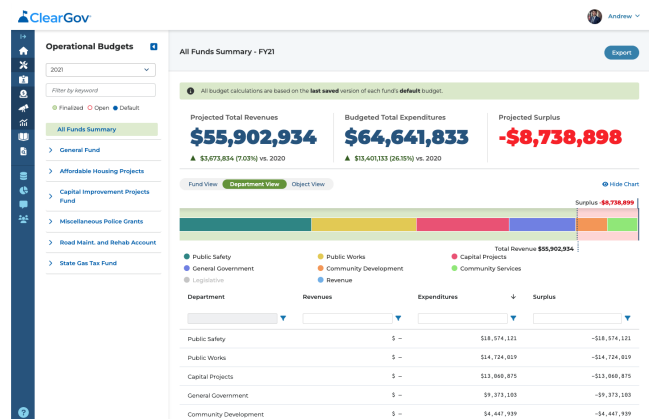 ClearGov
Andrew
Operational Budgets
2021
Filter by keyword
Finalized Open Default
All Funds Summary
General Fund
Affordable Housing Projects
Capital Improvement Projects
Fund
Miscellaneous Police Grants
Road Maint. and Rehab Account
State Gas Tax Fund
All Funds Summary - FY21
Export
All budget calculations are based on the last saved version of each fund's default budget.
Projected Total Revenues
$55,902,934
▲ $3,673,834 (7.03%) vs. 2020
Budgeted Total Expenditures
$64,641,833
▲ $13,401,133 (26.15%) vs. 2020
Projected Surplus
-$8,738,898
Fund View Department View Object View
Hide Chart
Surplus -$8,738,899
Total Revenue $55,902,934
Public Safety Public Works Capital Projects
General Government Community Development Community Services
Legislative Revenue
Department Revenues Expenditures ↓ Surplus
Public Safety $ – $18,574,121 -$18,574,121
Public Works $ – $14,724,019 -$14,724,019
Capital Projects $ – $13,060,875 -$13,060,875
General Government $ – $9,373,103 -$9,373,103
Community Development $ – $4,447,939 -$4,447,939